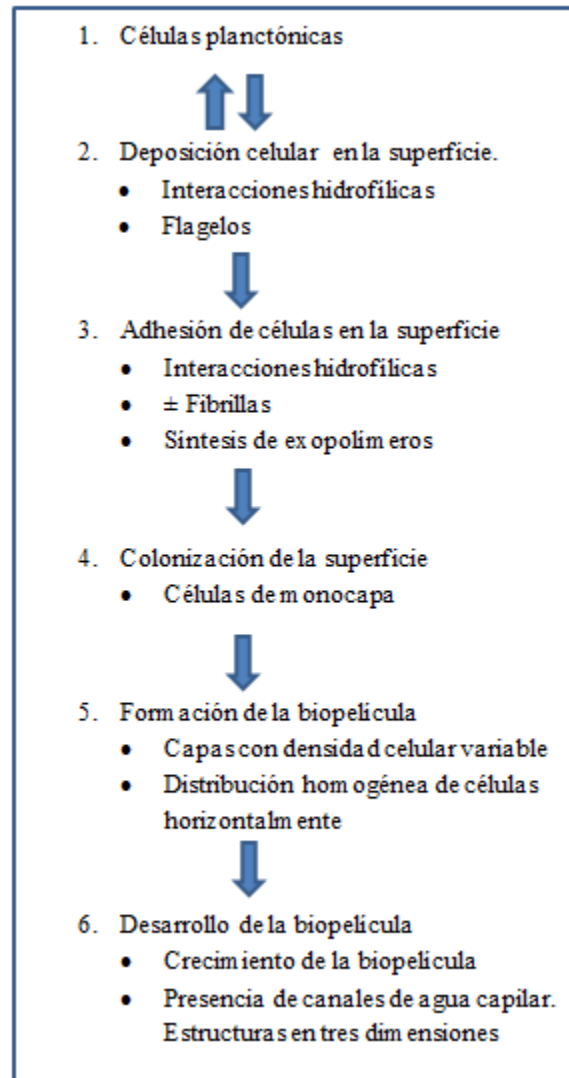 1. Células planctónicas
2. Deposición celular en la superficie.
• Interacciones hidrofílicas
• Flagelos
3. Adhesión de células en la superficie
• Interacciones hidrofílicas
• ± Fibrillas
• Síntesis de exopolímeros
4. Colonización de la superficie
• Células de monocapa
5. Formación de la biopelícula
• Capas con densidad celular variable
• Distribución homogénea de células
horizontalmente
6. Desarrollo de la biopelícula
• Crecimiento de la biopelícula
• Presencia de canales de agua capilar.
Estructuras en tres dimensiones